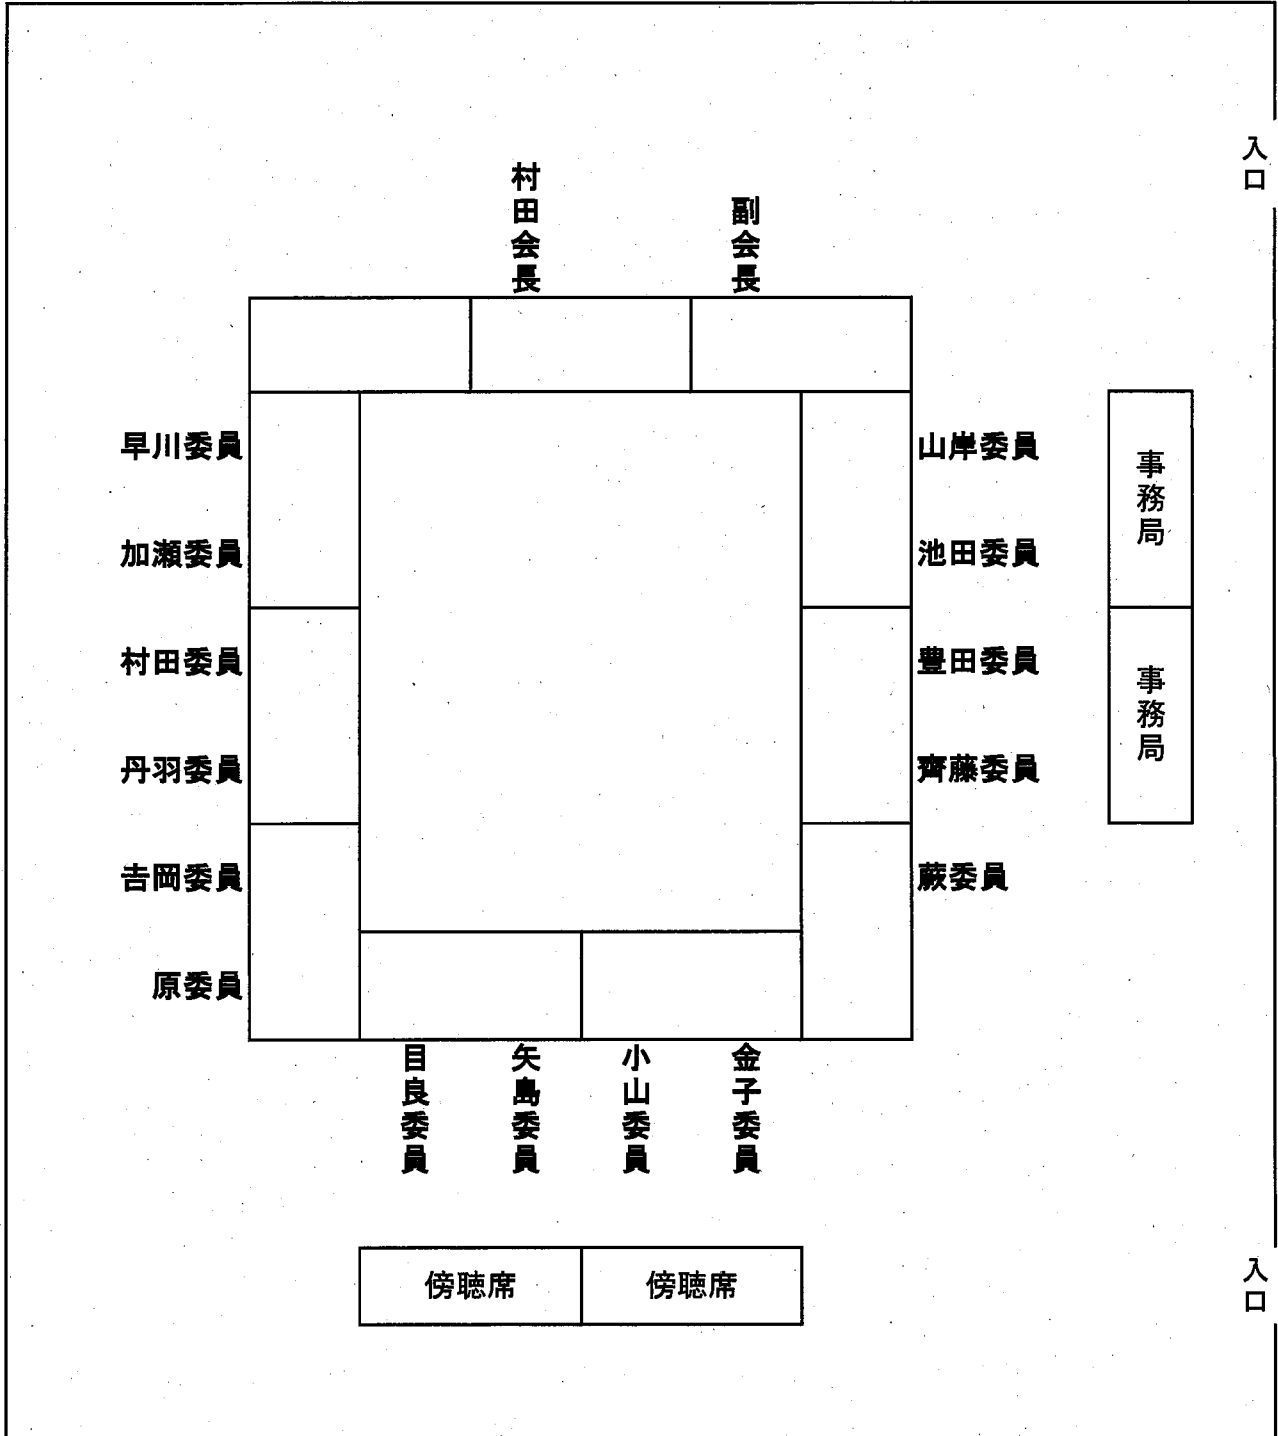 入口
村田会長
副会長
早川委員
山岸委員
事務局
加瀬委員
池田委員
村田委員
豊田委員
事務局
丹羽委員
齊藤委員
𠮷岡委員
蕨委員
原委員
目良委員
矢島委員
小山委員
金子委員
傍聴席
傍聴席
入口